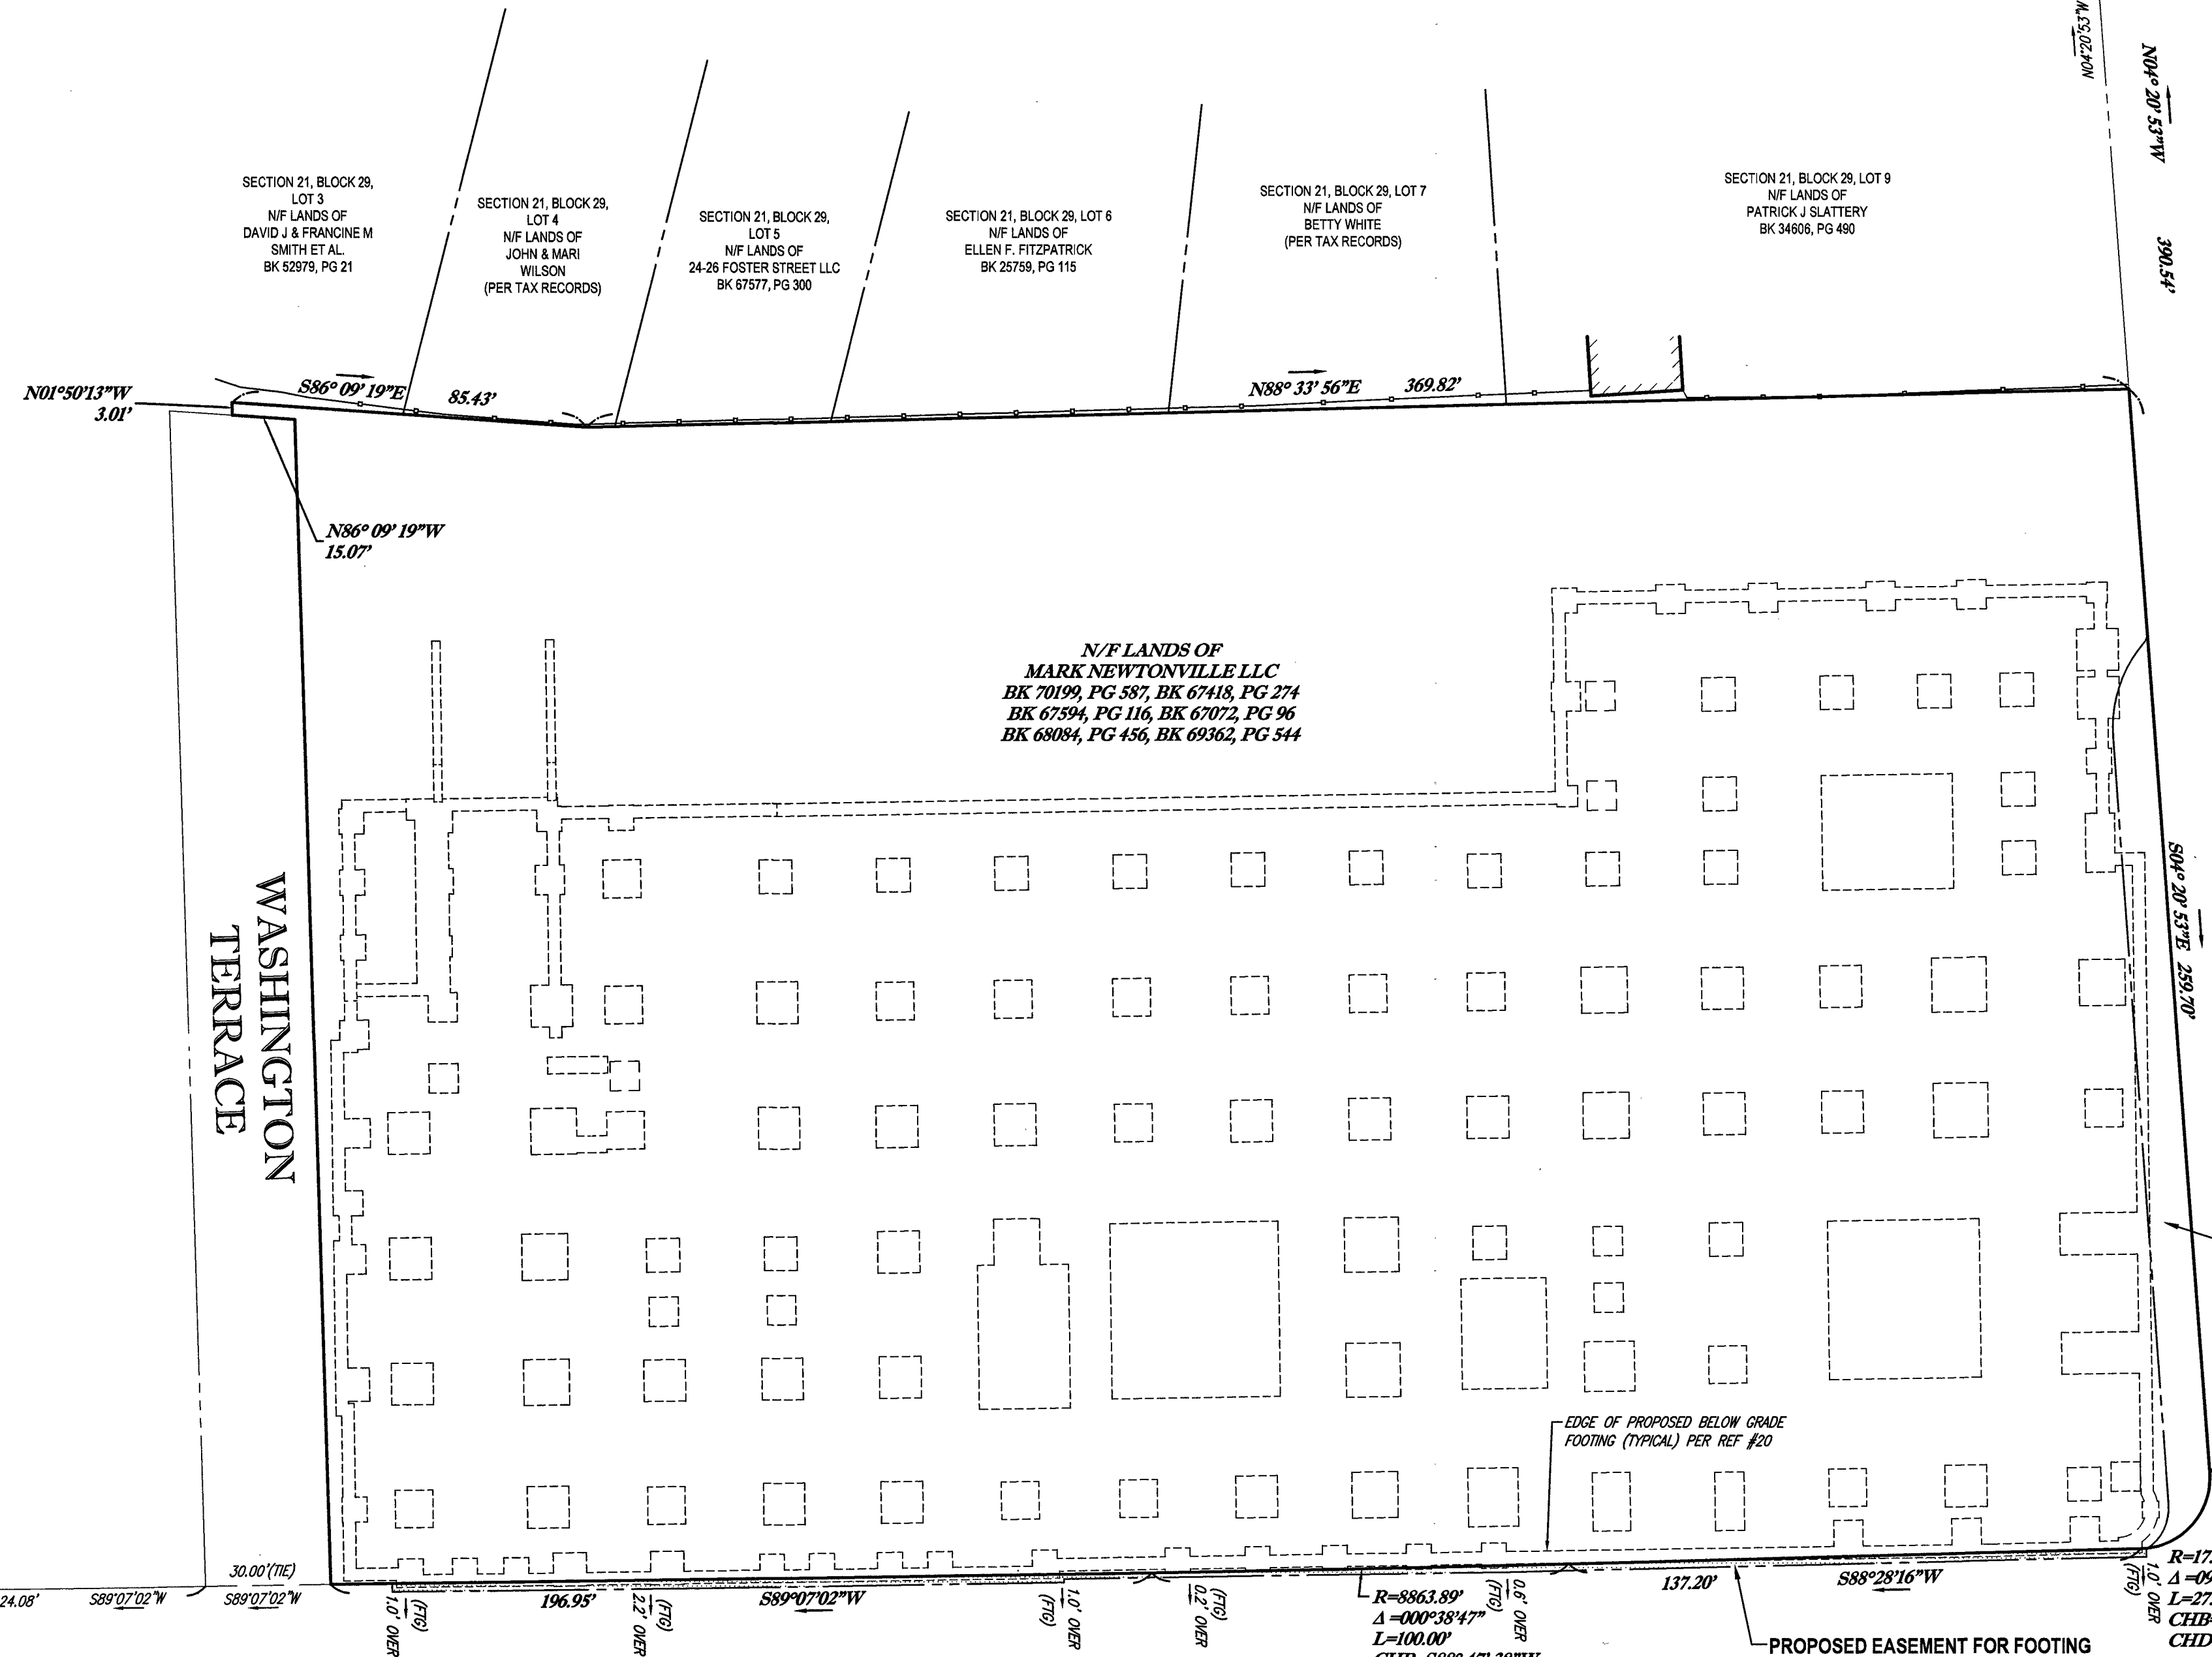 N04°20'53"W
N04° 20' 53"W
390.54'
SECTION 21, BLOCK 29,
LOT 3
N/F LANDS OF
DAVID J & FRANCINE M
SMITH ET AL.
BK 52979, PG 21
SECTION 21, BLOCK 29,
LOT 4
N/F LANDS OF
JOHN & MARI
WILSON
(PER TAX RECORDS)
SECTION 21, BLOCK 29,
LOT 5
N/F LANDS OF
24-26 FOSTER STREET LLC
BK 67577, PG 300
SECTION 21, BLOCK 29, LOT 6
N/F LANDS OF
ELLEN F. FITZPATRICK
BK 25759, PG 115
SECTION 21, BLOCK 29, LOT 7
N/F LANDS OF
BETTY WHITE
(PER TAX RECORDS)
SECTION 21, BLOCK 29, LOT 9
N/F LANDS OF
PATRICK J SLATTERY
BK 34606, PG 490
N01°50'13"W
3.01'
S86° 09' 19"E
85.43'
N88° 33' 56"E
369.82'
N86° 09' 19"W
15.07'
N/F LANDS OF
MARK NEWTONVILLE LLC
BK 70199, PG 587, BK 67418, PG 274
BK 67594, PG 116, BK 67072, PG 96
BK 68084, PG 456, BK 69362, PG 544
WASHINGTON
TERRACE
S04° 20' 53"E 259.70'
EDGE OF PROPOSED BELOW GRADE
FOOTING (TYPICAL) PER REF #20
24.08'
S89°07'02"W
30.00'(TIE)
S89°07'02"W
1.0' OVER
(FTG)
196.95'
2.2' OVER
(FTG)
S89°07'02"W
1.0' OVER
(FTG)
0.2' OVER
(FTG)
R=8863.89'
Δ=000°38'47"
L=100.00'
CHB=S88° 47' 39"W
0.6' OVER
(FTG)
137.20'
S88°28'16"W
PROPOSED EASEMENT FOR FOOTING
1.0' OVER
(FTG)
R=17.
Δ=09
L=27.
CHB
CHD